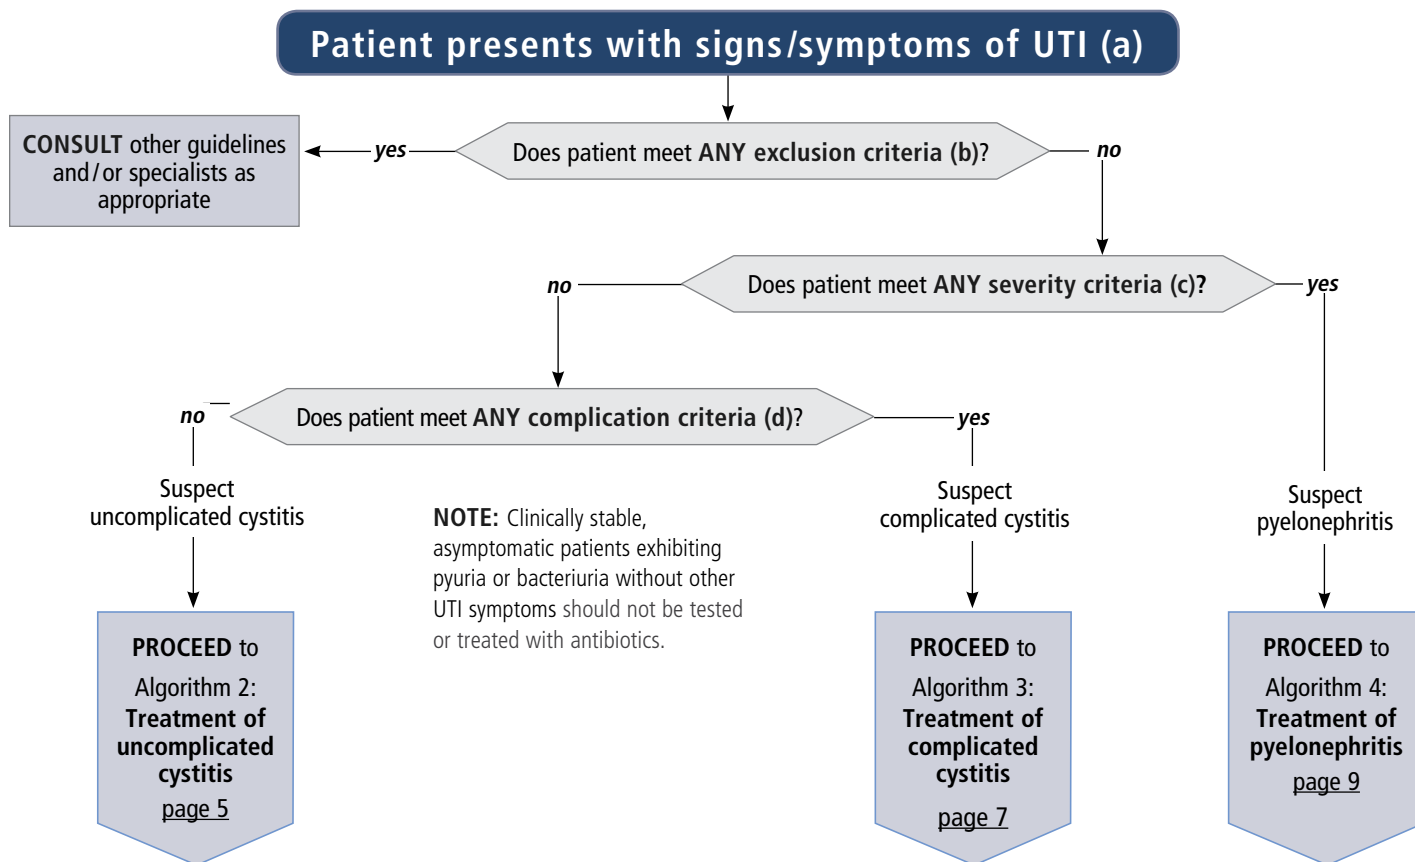 Patient presents with signs/symptoms of UTI (a)
CONSULT other guidelines
and/or specialists as
appropriate
yes
Does patient meet ANY exclusion criteria (b)?
no
no
Does patient meet ANY severity criteria (c)?
yes
no
Does patient meet ANY complication criteria (d)?
yes
Suspect
uncomplicated cystitis
NOTE: Clinically stable,
asymptomatic patients exhibiting
pyuria or bacteriuria without other
UTI symptoms should not be tested
or treated with antibiotics.
Suspect
complicated cystitis
Suspect
pyelonephritis
PROCEED to
Algorithm 2:
Treatment of
uncomplicated
cystitis
page 5
PROCEED to
Algorithm 3:
Treatment of
complicated
cystitis
page 7
PROCEED to
Algorithm 4:
Treatment of
pyelonephritis
page 9